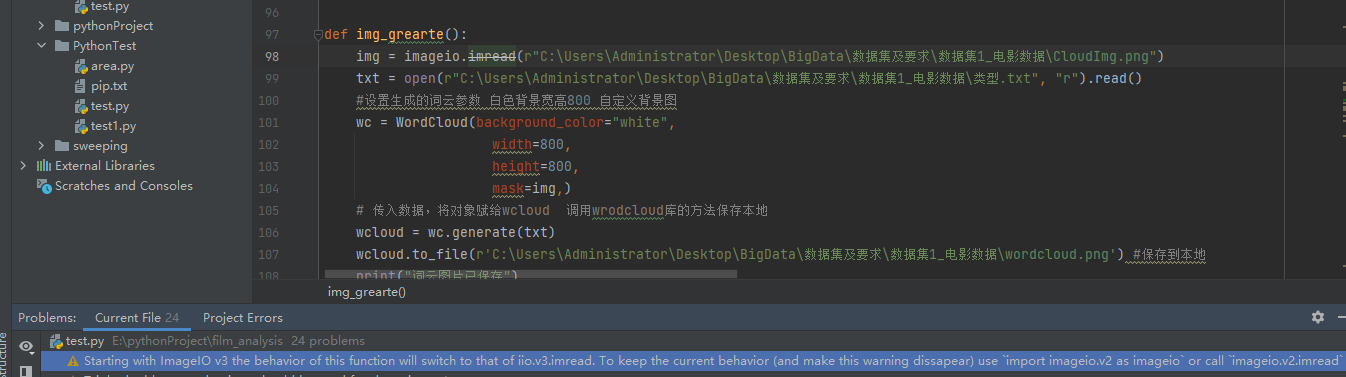 test.py
pythonProject
PythonTest
area.py
pip.txt
test.py
test1.py
sweeping
External Libraries
Scratches and Consoles
96
97 def img_grearte():
98 img = imageio.imread(r"C:\Users\Administrator\Desktop\BigData\数据集及要求\数据集1_电影数据\CloudImg.png")
99 txt = open(r"C:\Users\Administrator\Desktop\BigData\数据集及要求\数据集1_电影数据\类型.txt", "r").read()
100 #设置生成的词云参数 白色背景宽高800 自定义背景图
101 wc = WordCloud(background_color="white",
102 width=800,
103 height=800,
104 mask=img,)
105 # 传入数据，将对象赋给wcloud 调用wrodcloud库的方法保存本地
106 wcloud = wc.generate(txt)
107 wcloud.to_file(r'C:\Users\Administrator\Desktop\BigData\数据集及要求\数据集1_电影数据\wordcloud.png') #保存到本地
108 print("词云图片已保存")
img_grearte()
Problems: Current File 24 Project Errors
test.py E:\pythonProject\film_analysis 24 problems
Starting with ImageIO v3 the behavior of this function will switch to that of iio.v3.imread. To keep the current behavior (and make this warning dissapear) use `import imageio.v2 as imageio` or call `imageio.v2.imread`